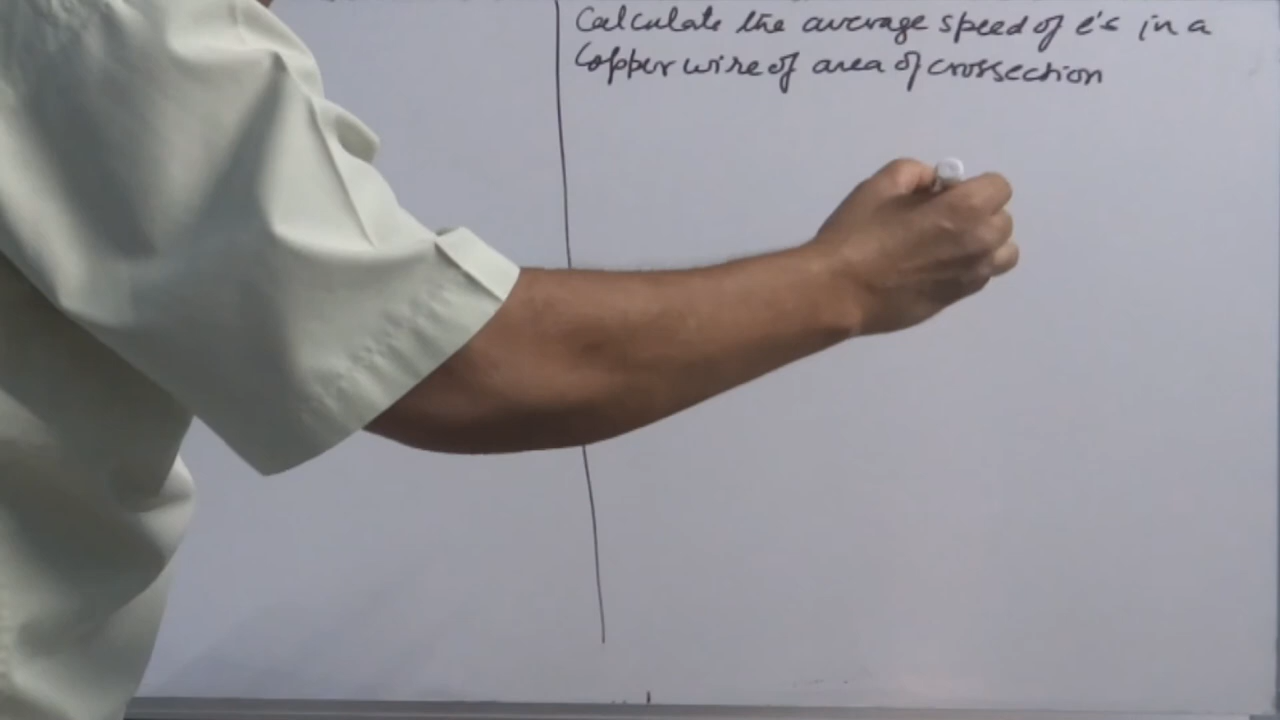 Calculate the average speed of e's in a
Copper wire of area of crossection